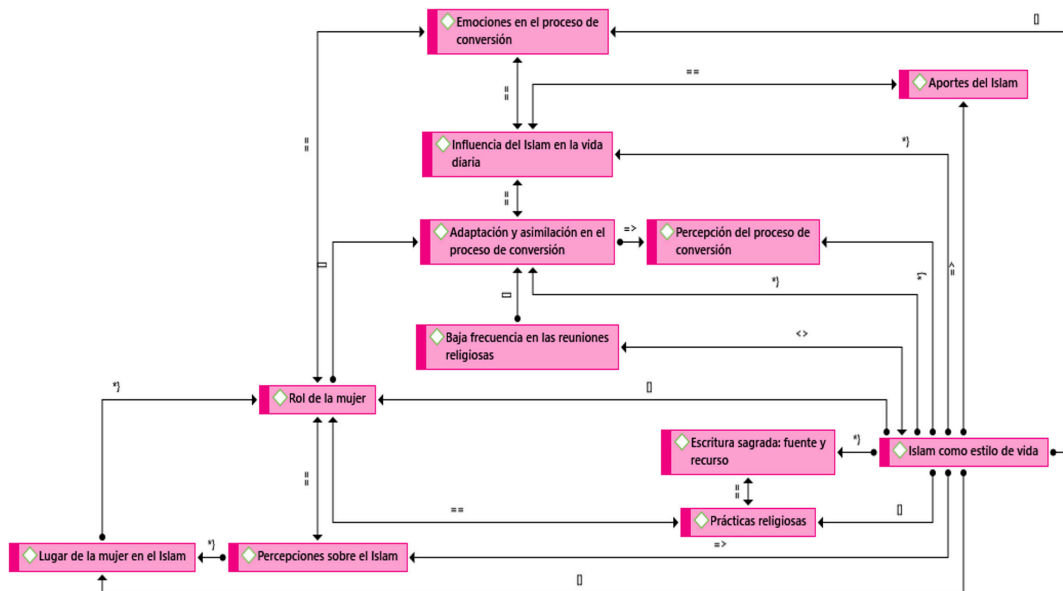 Emociones en el proceso de
conversión
[]
==
Aportes del Islam
==
==
Influencia del Islam en la vida
diaria
*}
==
Adaptación y asimilación en el
proceso de conversión
=>
Percepción del proceso de
conversión
[]
*}
*}
=>
[]
Baja frecuencia en las reuniones
religiosas
<>
*}
Rol de la mujer
[]
Escritura sagrada: fuente y
recurso
*}
Islam como estilo de vida
==
==
==
Prácticas religiosas
[]
Lugar de la mujer en el Islam
*}
Percepciones sobre el Islam
=>
[]